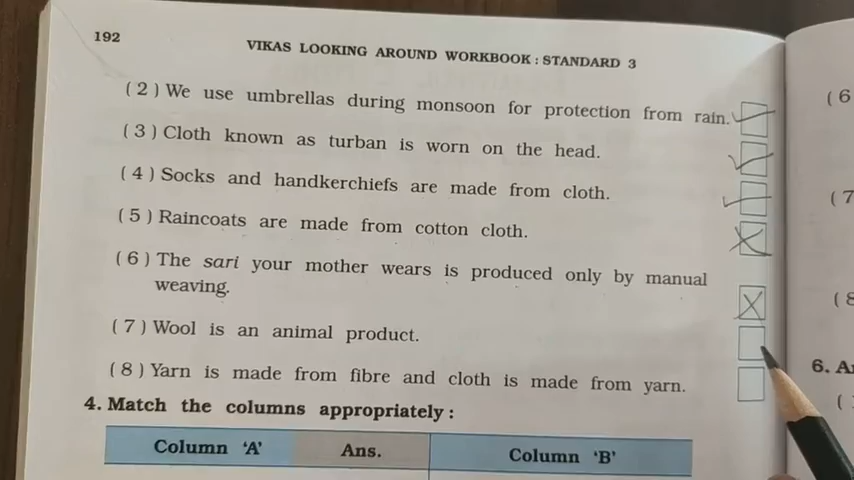 192
VIKAS LOOKING AROUND WORKBOOK : STANDARD 3
( 2 ) We use umbrellas during monsoon for protection from rain. ✓
( 3 ) Cloth known as turban is worn on the head. ✓
( 4 ) Socks and handkerchiefs are made from cloth. ✓
( 5 ) Raincoats are made from cotton cloth. X
( 6 ) The sari your mother wears is produced only by manual
weaving. X
( 7 ) Wool is an animal product.
( 8 ) Yarn is made from fibre and cloth is made from yarn.
4. Match the columns appropriately :
Column 'A' Ans. Column 'B'
( 6
( 7
( 8
6. A
(